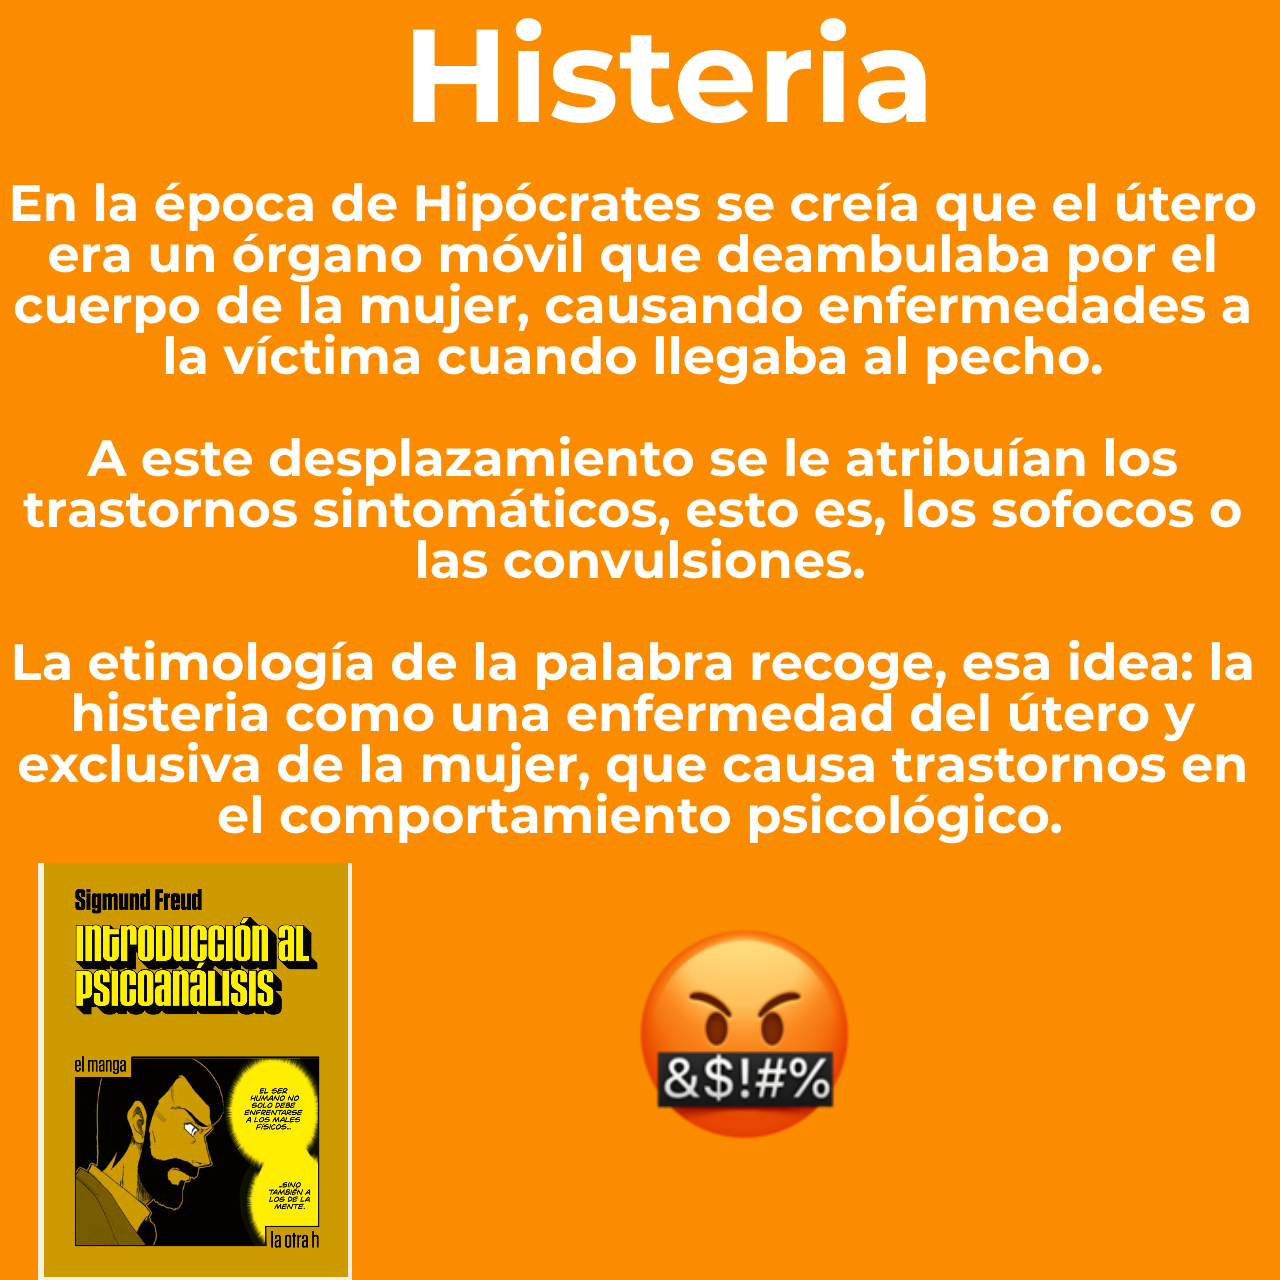 Histeria
En la época de Hipócrates se creía que el útero
era un órgano móvil que deambulaba por el
cuerpo de la mujer, causando enfermedades a
la víctima cuando llegaba al pecho.
A este desplazamiento se le atribuían los
trastornos sintomáticos, esto es, los sofocos o
las convulsiones.
La etimología de la palabra recoge, esa idea: la
histeria como una enfermedad del útero y
exclusiva de la mujer, que causa trastornos en
el comportamiento psicológico.
Sigmund Freud
Introducción al
psicoanálisis
el manga
EL SER
HUMANO NO
SOLO DEBE
ENFRENTARSE
A LOS MALES
FÍSICOS...
...SINO
TAMBIÉN A
LOS DE LA
MENTE.
la otra h
&$!#%